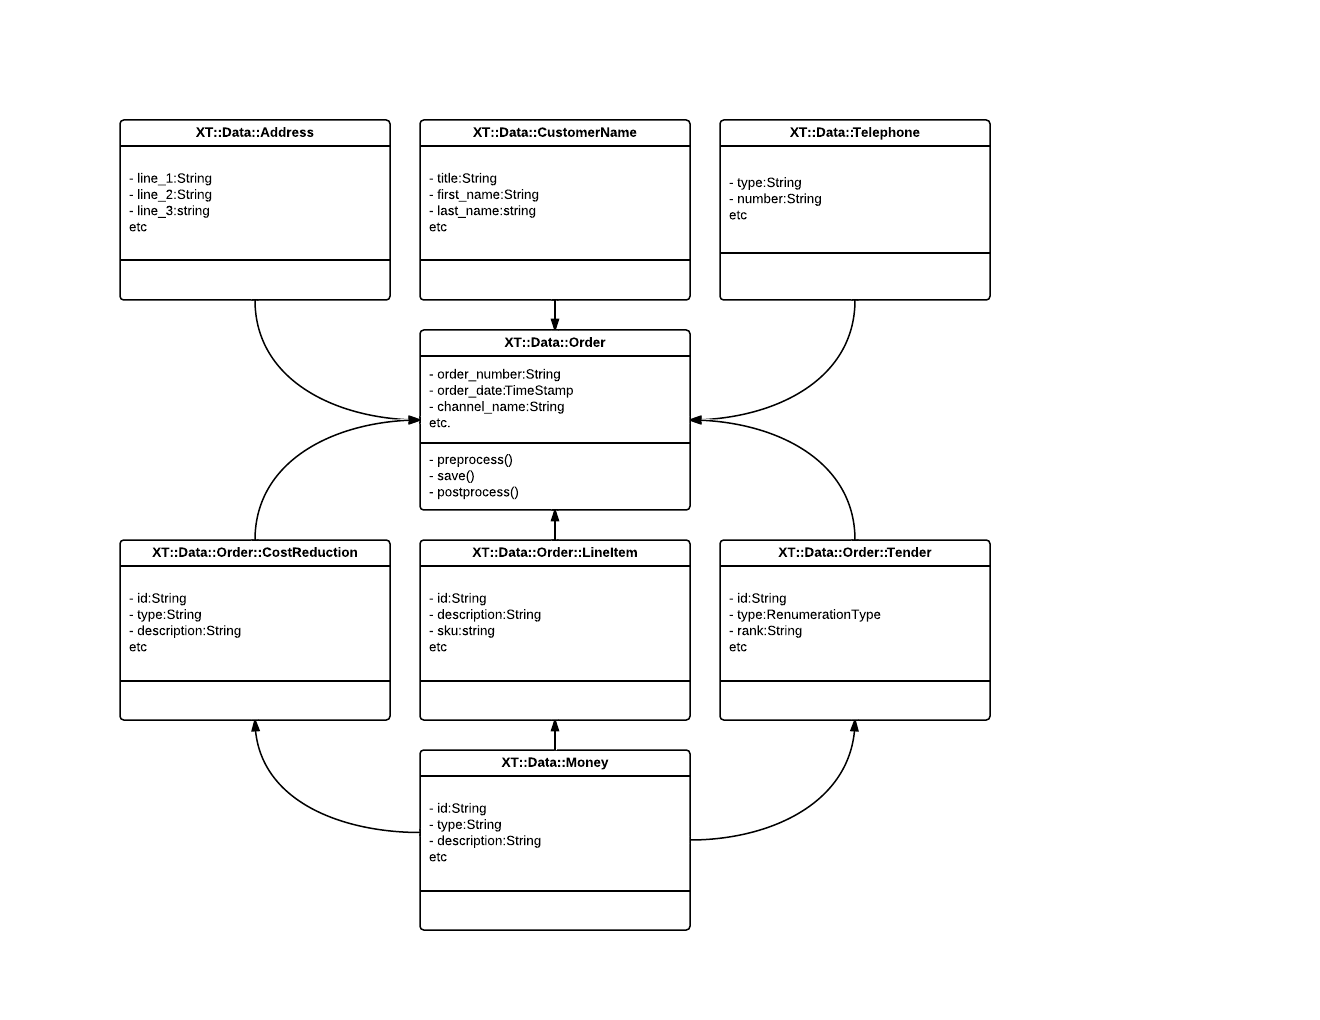 XT::Data::Address
- line_1:String
- line_2:String
- line_3:string
etc
XT::Data::CustomerName
- title:String
- first_name:String
- last_name:string
etc
XT::Data::Telephone
- type:String
- number:String
etc
XT::Data::Order
- order_number:String
- order_date:TimeStamp
- channel_name:String
etc.
- preprocess()
- save()
- postprocess()
XT::Data::Order::CostReduction
- id:String
- type:String
- description:String
etc
XT::Data::Order::LineItem
- id:String
- description:String
- sku:string
etc
XT::Data::Order::Tender
- id:String
- type:RenumerationType
- rank:String
etc
XT::Data::Money
- id:String
- type:String
- description:String
etc